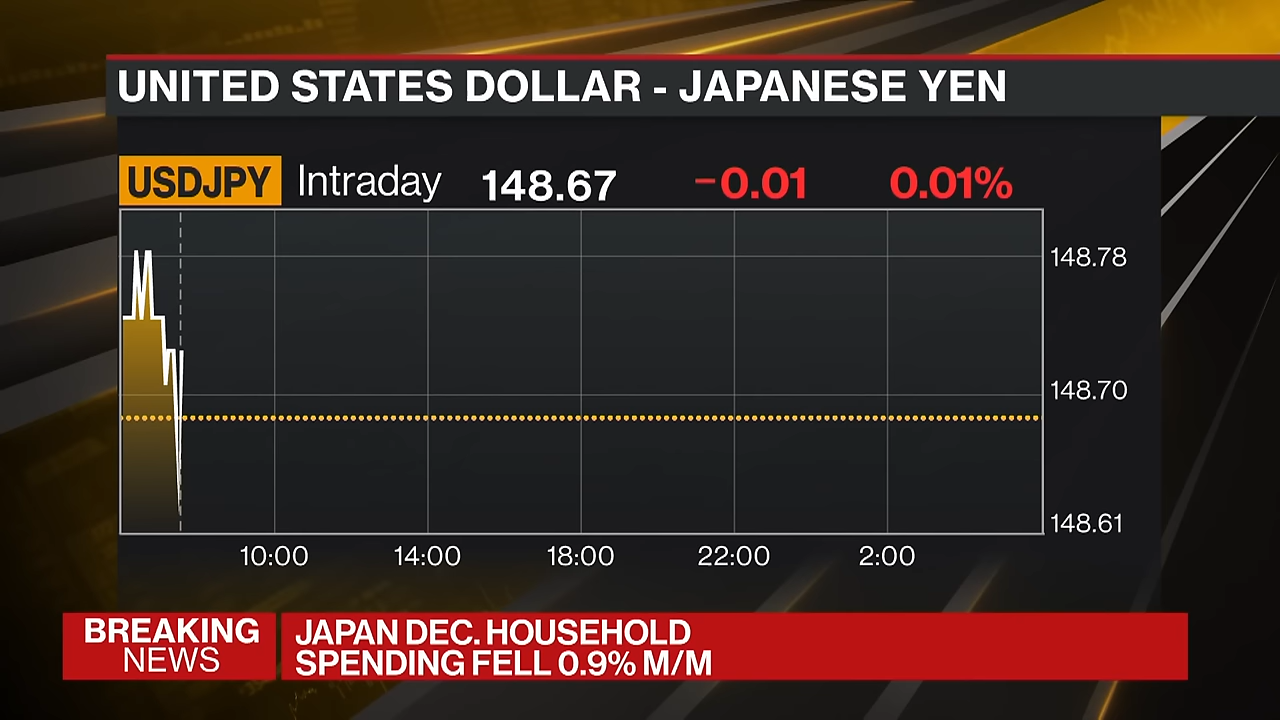 UNITED STATES DOLLAR - JAPANESE YEN
USDJPY Intraday 148.67 −0.01 0.01%
148.78
148.70
148.61
10:00 14:00 18:00 22:00 2:00
BREAKING NEWS
JAPAN DEC. HOUSEHOLD
SPENDING FELL 0.9% M/M